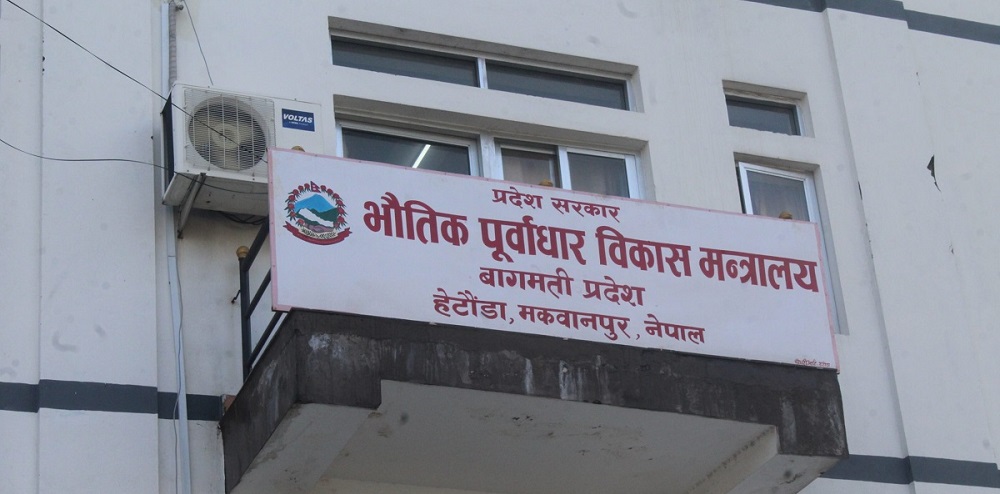 VOLTAS
प्रदेश सरकार
भौतिक पूर्वाधार विकास मन्त्रालय
बागमती प्रदेश
हेटौंडा, मकवानपुर, नेपाल